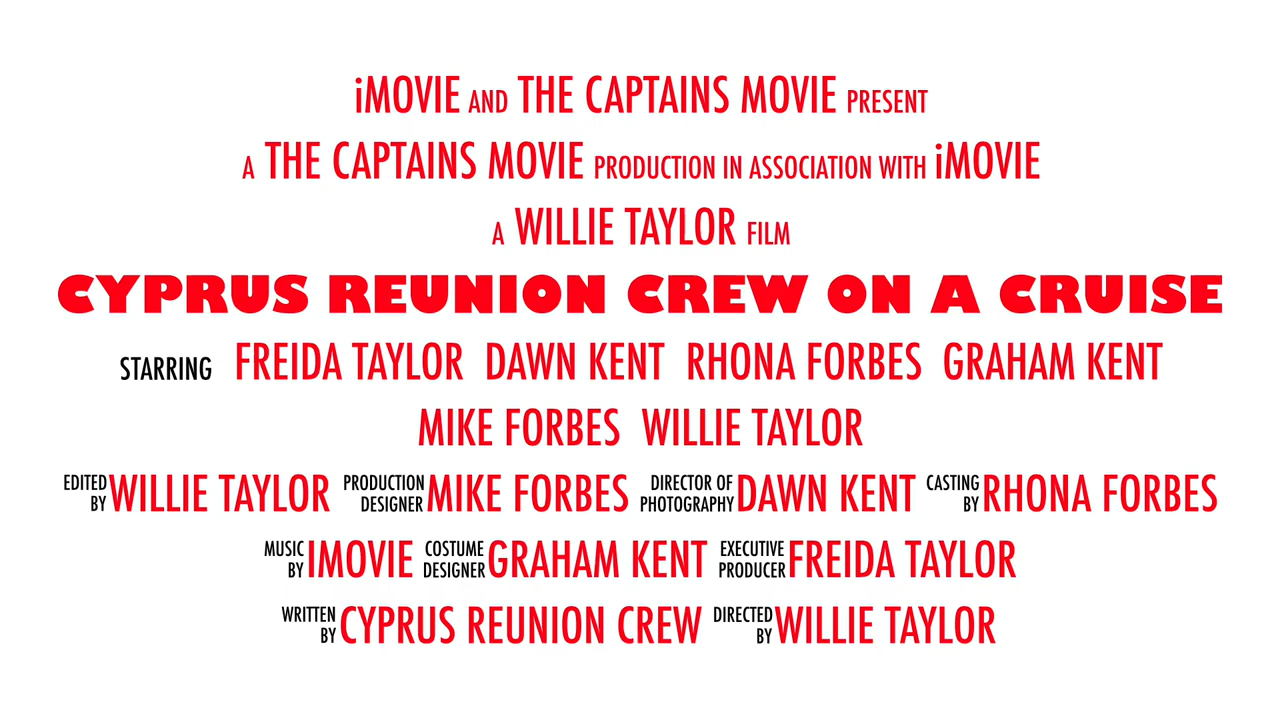 iMOVIE AND THE CAPTAINS MOVIE PRESENT
A THE CAPTAINS MOVIE PRODUCTION IN ASSOCIATION WITH iMOVIE
A WILLIE TAYLOR FILM
CYPRUS REUNION CREW ON A CRUISE
STARRING FREIDA TAYLOR DAWN KENT RHONA FORBES GRAHAM KENT
MIKE FORBES WILLIE TAYLOR
EDITED BY WILLIE TAYLOR PRODUCTION DESIGNER MIKE FORBES DIRECTOR OF PHOTOGRAPHY DAWN KENT CASTING BY RHONA FORBES
MUSIC BY IMOVIE COSTUME DESIGNER GRAHAM KENT EXECUTIVE PRODUCER FREIDA TAYLOR
WRITTEN BY CYPRUS REUNION CREW DIRECTED BY WILLIE TAYLOR